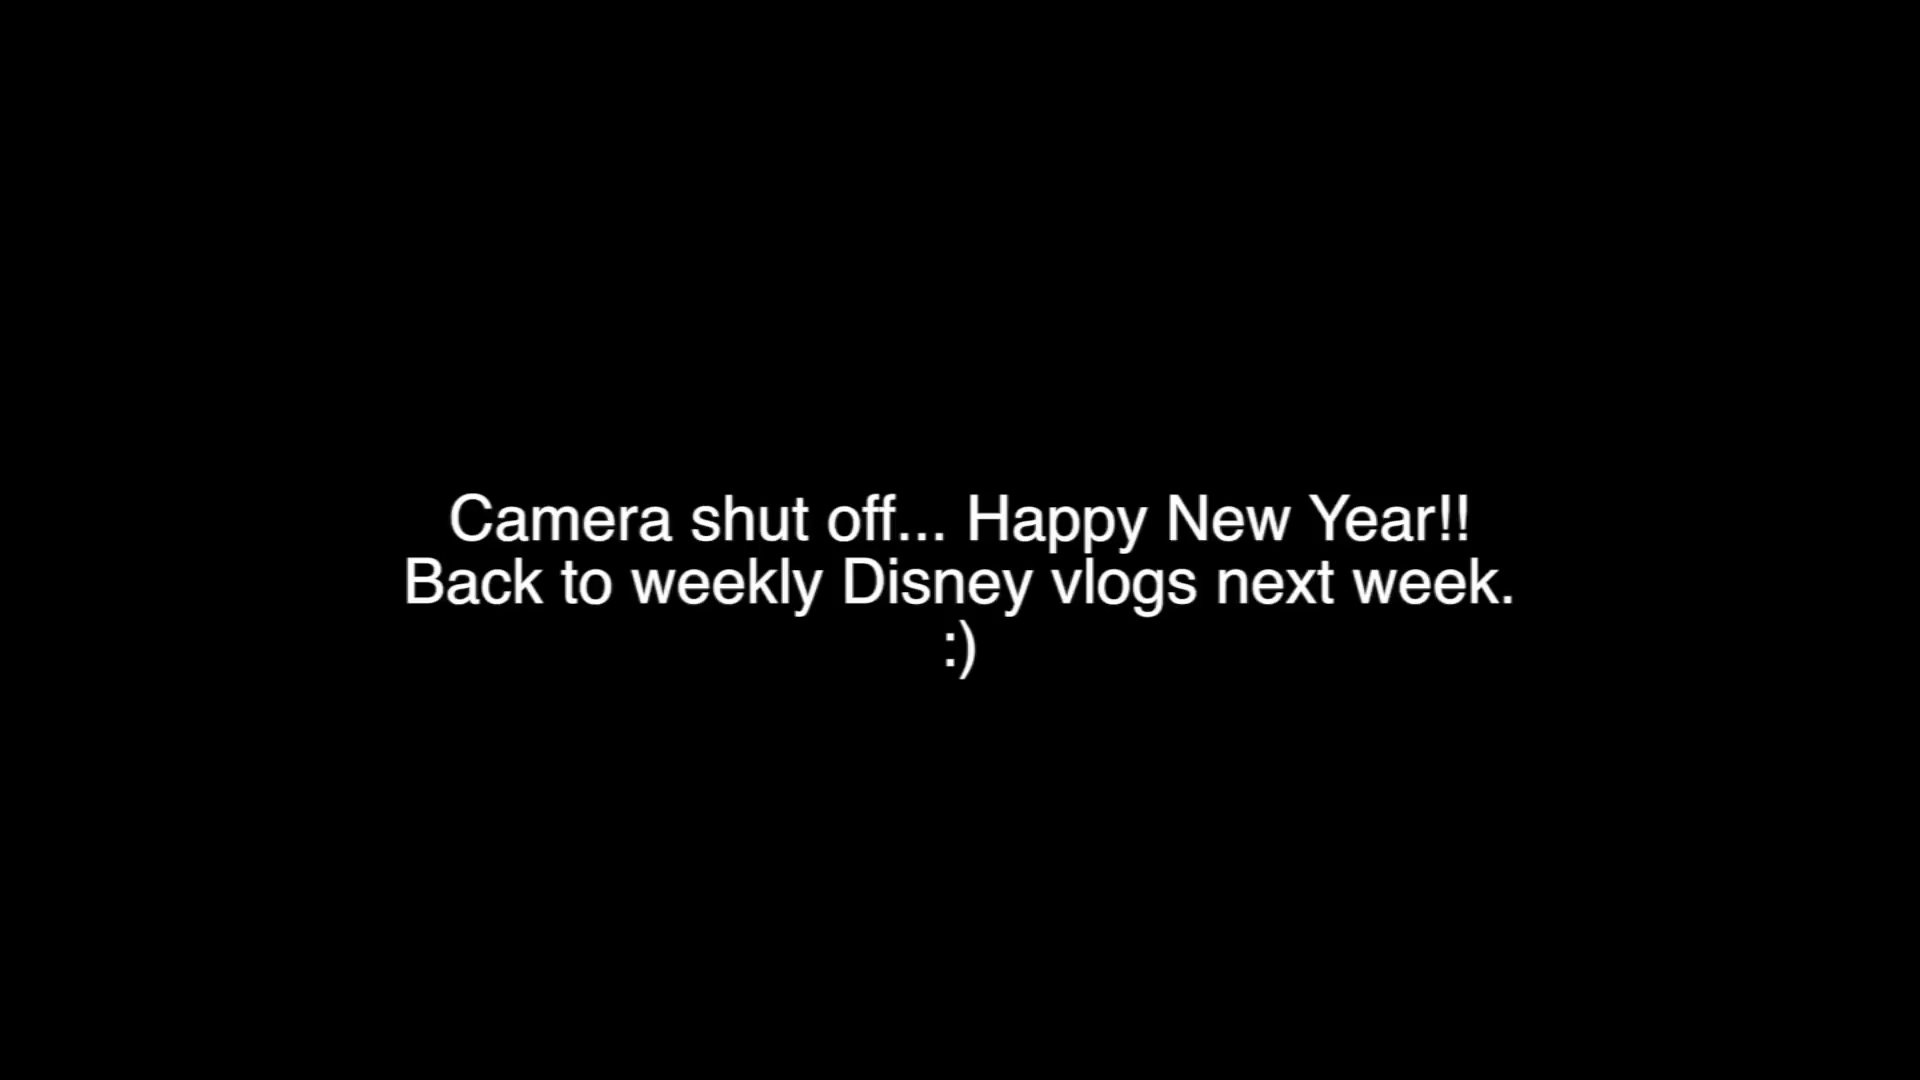 Camera shut off... Happy New Year!!
Back to weekly Disney vlogs next week.
:)